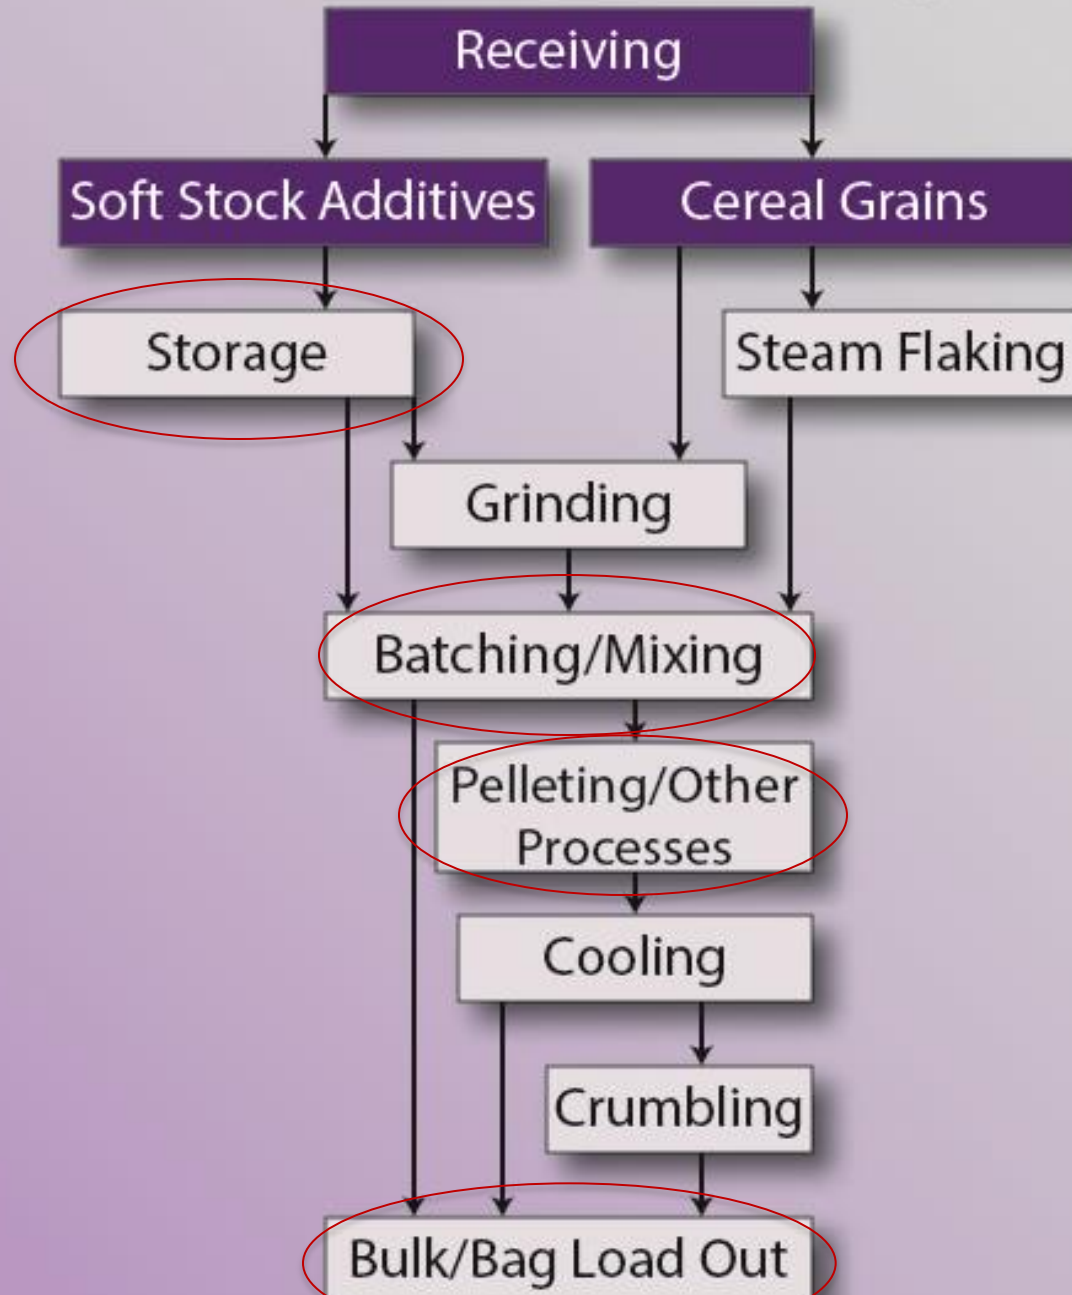 Receiving
Soft Stock Additives
Cereal Grains
Storage
Steam Flaking
Grinding
Batching/Mixing
Pelleting/Other
Processes
Cooling
Crumbling
Bulk/Bag Load Out